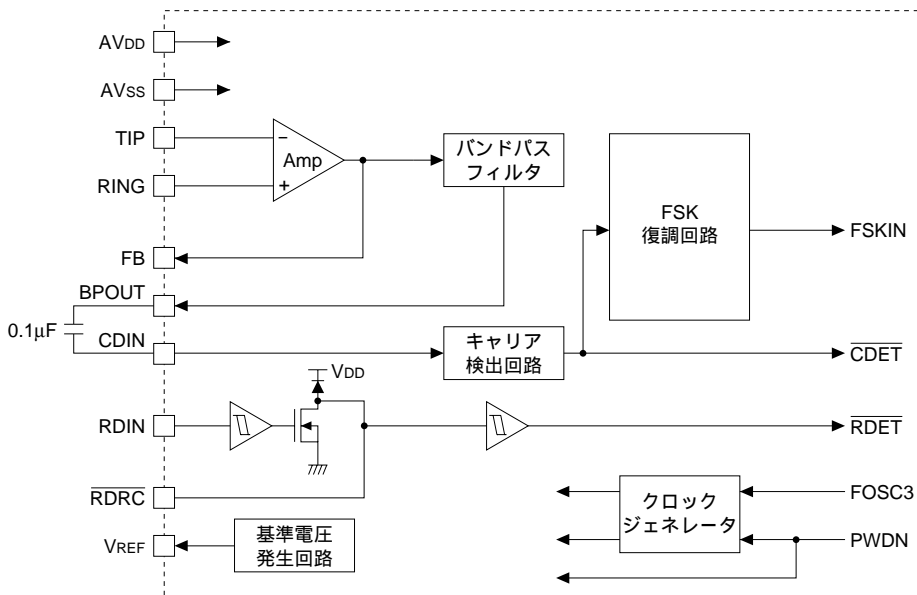 AVDD
AVSS
TIP
RING
−
Amp
+
バンドパス
フィルタ
FSK
復調回路
FSKIN
FB
BPOUT
0.1μF
CDIN
キャリア
検出回路
CDET
VDD
RDIN
RDET
RDRC
クロック
ジェネレータ
FOSC3
VREF
基準電圧
発生回路
PWDN